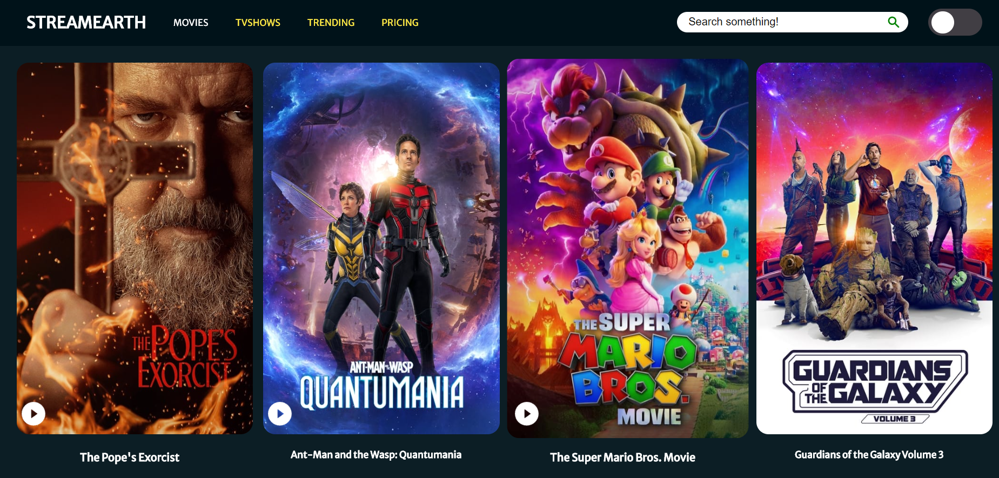 STREAMEARTH MOVIES TVSHOWS TRENDING PRICING Search something!
THE POPE'S
EXORCIST
ANT-MAN AND THE WASP
QUANTUMANIA
THE SUPER
MARIO
BROS.
MOVIE
GUARDIANS
OF THE GALAXY
VOLUME 3
The Pope's Exorcist
Ant-Man and the Wasp: Quantumania
The Super Mario Bros. Movie
Guardians of the Galaxy Volume 3